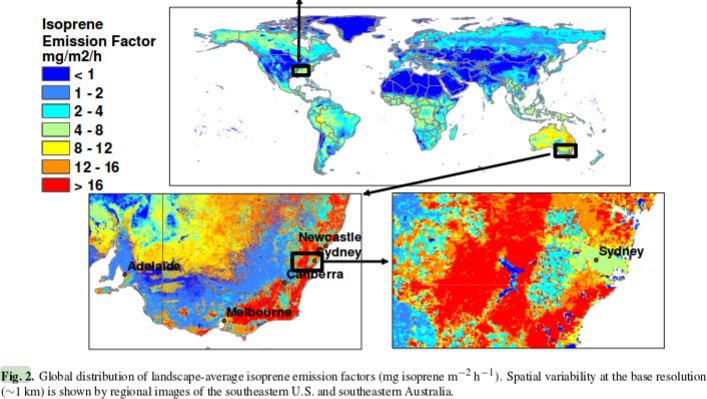 Isoprene
Emission Factor
mg/m2/h
< 1
1 - 2
2 - 4
4 - 8
8 - 12
12 - 16
> 16
Newcastle
Sydney
Canberra
Adelaide
Melbourne
Sydney
Fig. 2. Global distribution of landscape-average isoprene emission factors (mg isoprene m−2 h−1). Spatial variability at the base resolution
(∼1 km) is shown by regional images of the southeastern U.S. and southeastern Australia.